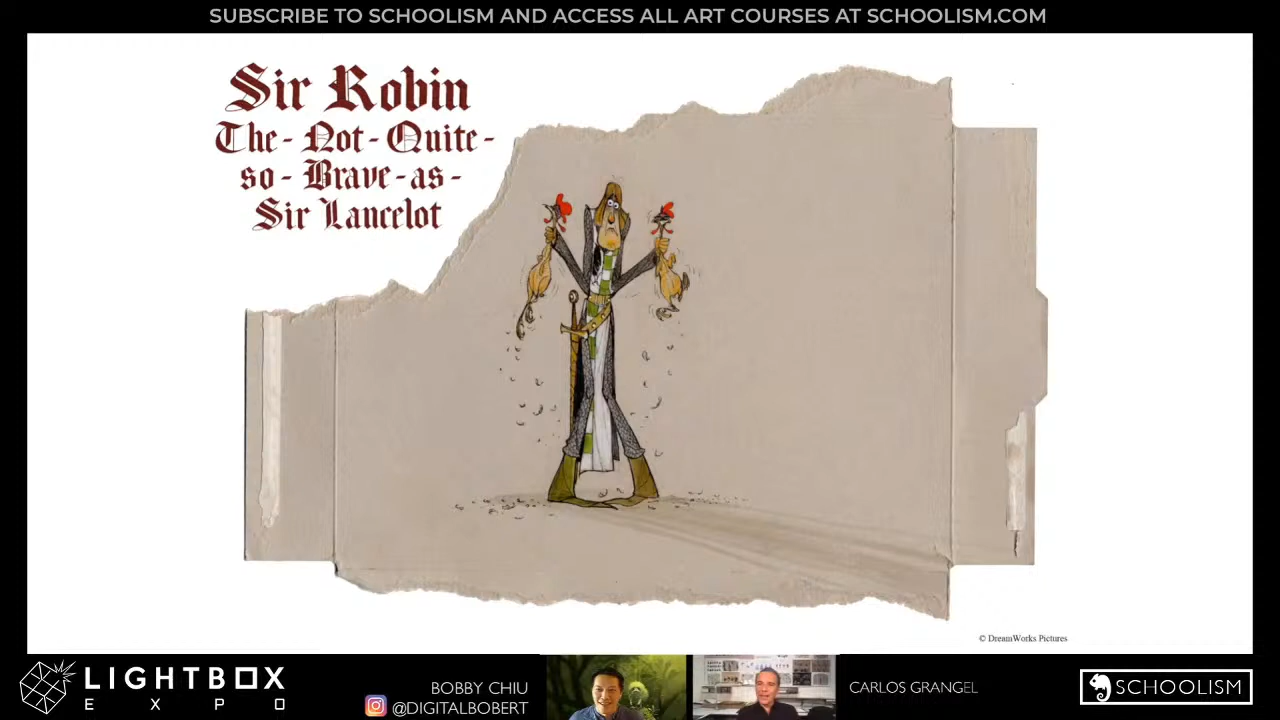 SUBSCRIBE TO SCHOOLISM AND ACCESS ALL ART COURSES AT SCHOOLISM.COM
Sir Robin
The-Not-Quite-
so-Brave-as-
Sir Lancelot
© DreamWorks Pictures
LIGHTBOX
EXPO
BOBBY CHIU
@DIGITALBOBERT
CARLOS GRANGEL
SCHOOLISM